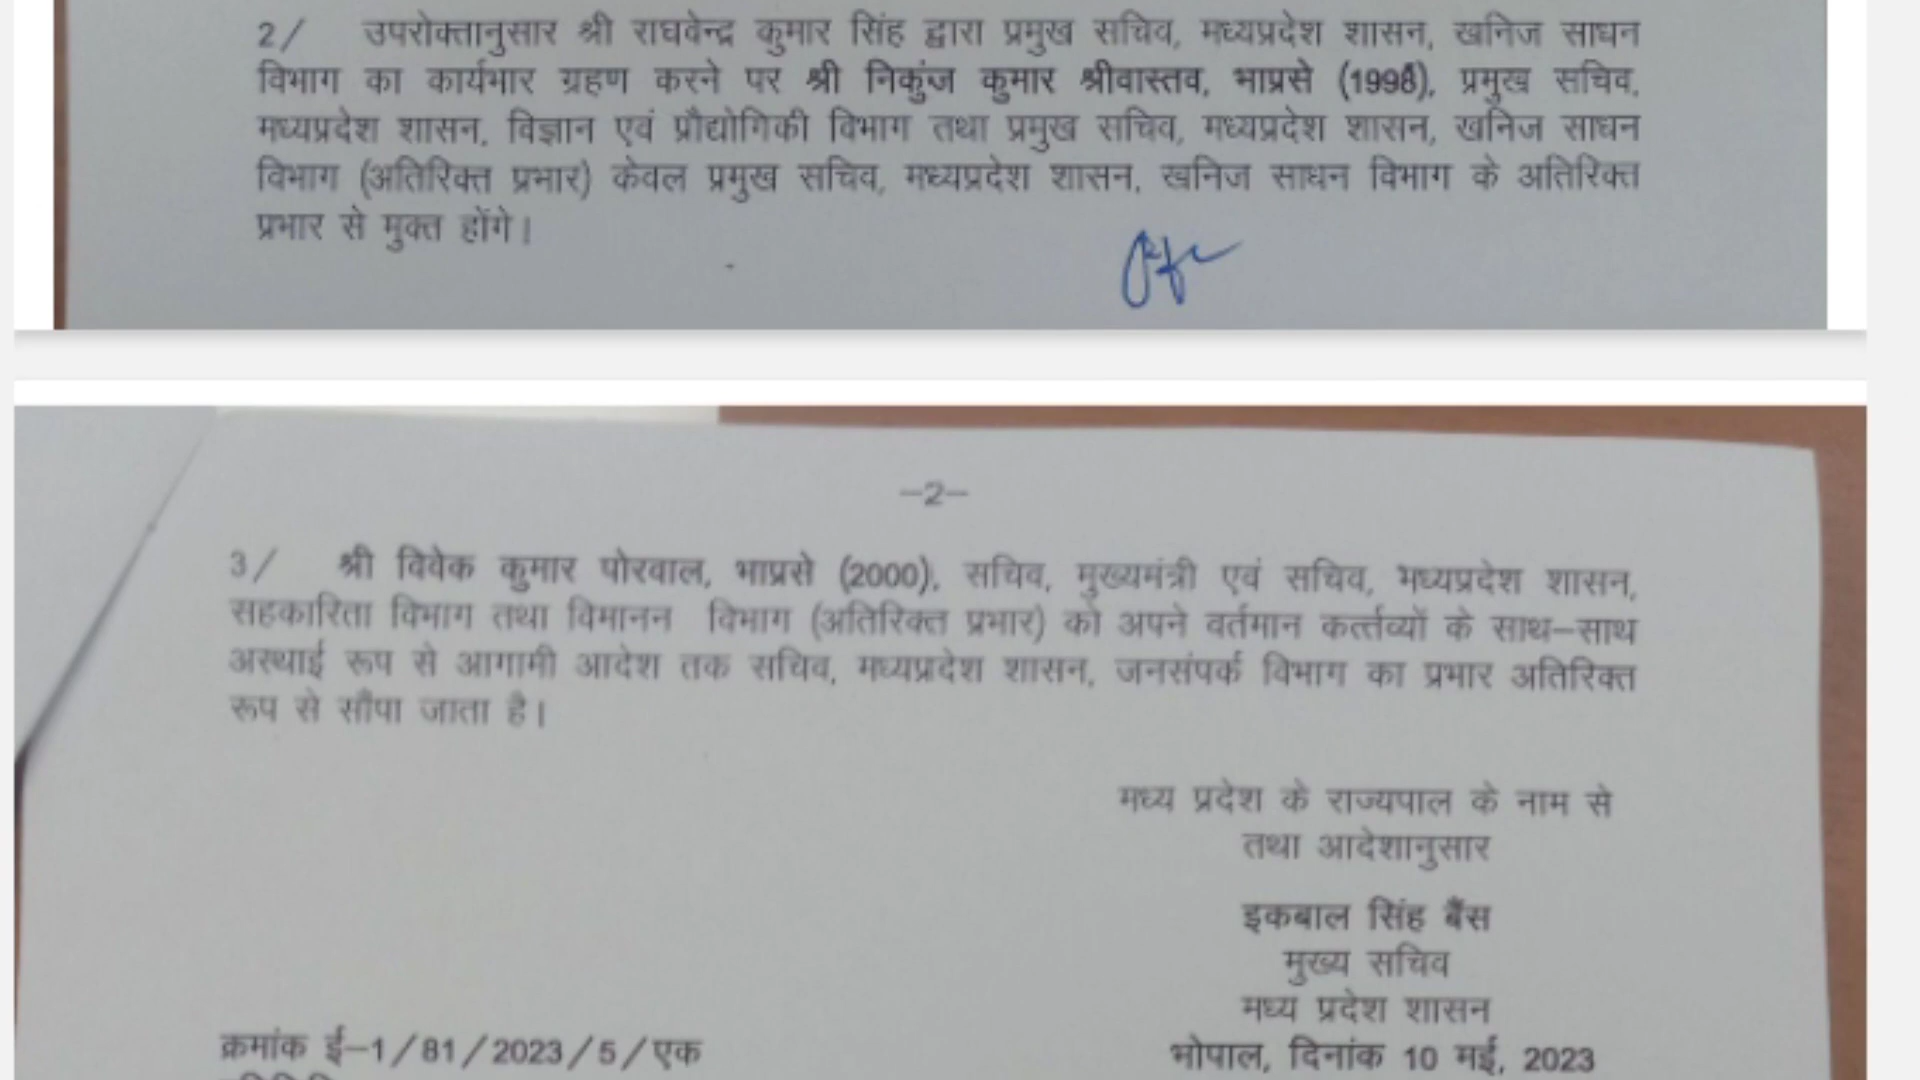 2/ उपरोक्तानुसार श्री राघवेन्द्र कुमार सिंह द्वारा प्रमुख सचिव, मध्यप्रदेश शासन, खनिज साधन
विभाग का कार्यभार ग्रहण करने पर श्री निकुंज कुमार श्रीवास्तव, भाप्रसे (1998), प्रमुख सचिव,
मध्यप्रदेश शासन, विज्ञान एवं प्रौद्योगिकी विभाग तथा प्रमुख सचिव, मध्यप्रदेश शासन, खनिज साधन
विभाग (अतिरिक्त प्रभार) केवल प्रमुख सचिव, मध्यप्रदेश शासन, खनिज साधन विभाग के अतिरिक्त
प्रभार से मुक्त होंगे।
–2–
3/ श्री विवेक कुमार पोरवाल, भाप्रसे (2000), सचिव, मुख्यमंत्री एवं सचिव, मध्यप्रदेश शासन,
सहकारिता विभाग तथा विमानन विभाग (अतिरिक्त प्रभार) को अपने वर्तमान कर्त्तव्यों के साथ–साथ
अस्थाई रूप से आगामी आदेश तक सचिव, मध्यप्रदेश शासन, जनसंपर्क विभाग का प्रभार अतिरिक्त
रूप से सौंपा जाता है।
मध्य प्रदेश के राज्यपाल के नाम से
तथा आदेशानुसार
इकबाल सिंह बैंस
मुख्य सचिव
मध्य प्रदेश शासन
क्रमांक ई–1/81/2023/5/एक भोपाल, दिनांक 10 मई, 2023